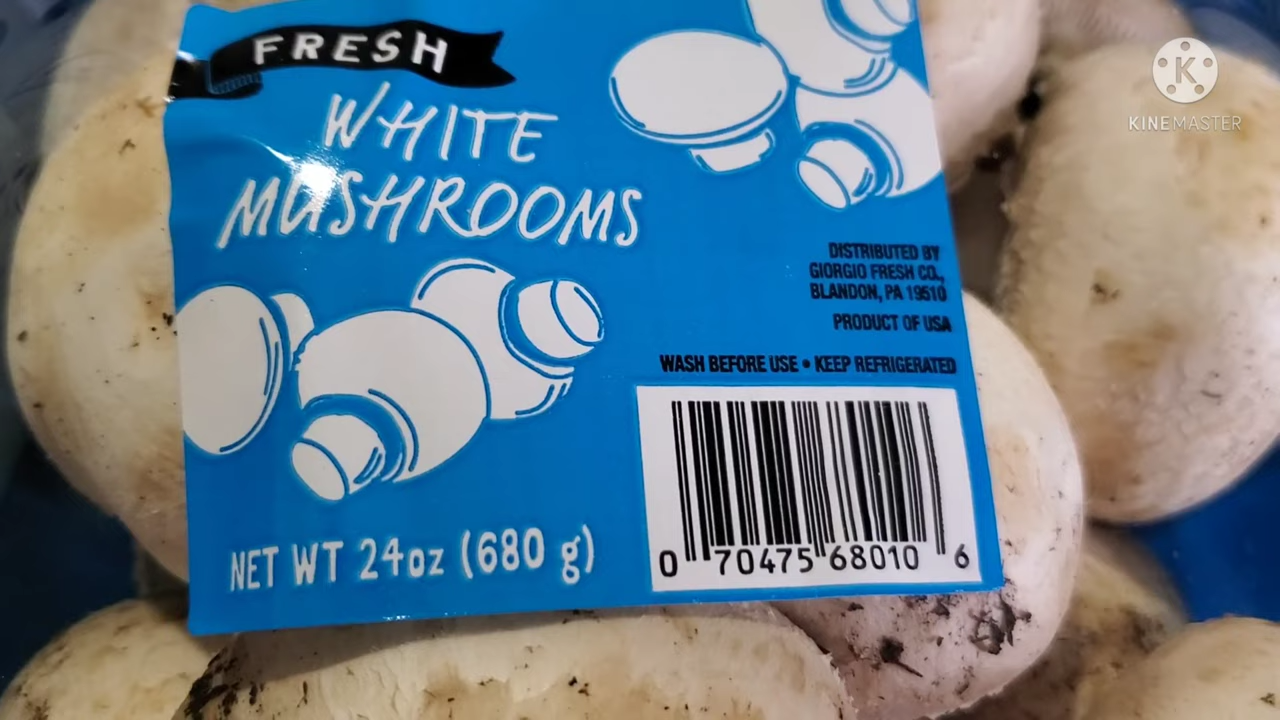 FRESH
WHITE
MUSHROOMS
DISTRIBUTED BY
GIORGIO FRESH CO.,
BLANDON, PA 19510
PRODUCT OF USA
WASH BEFORE USE • KEEP REFRIGERATED
0 70475 68010 6
NET WT 24oz (680 g)
K
KINEMASTER